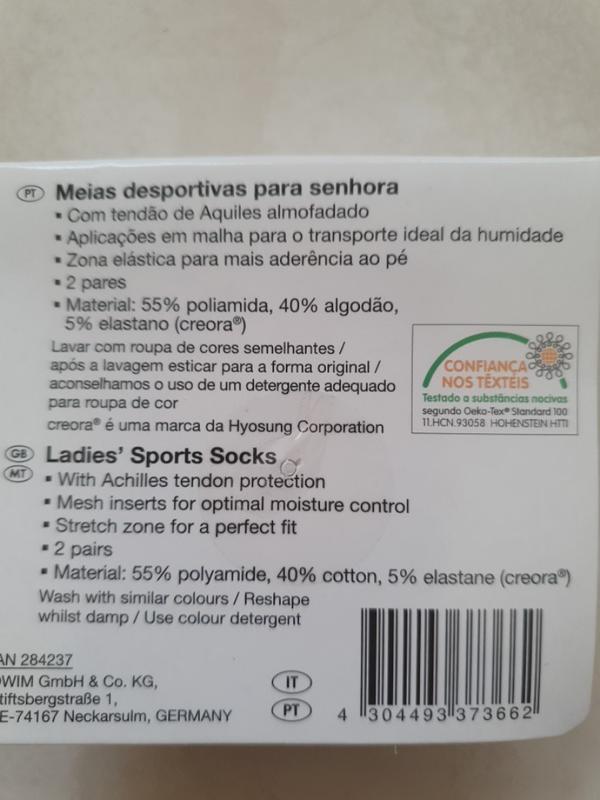 PT Meias desportivas para senhora
▪ Com tendão de Aquiles almofadado
▪ Aplicações em malha para o transporte ideal da humidade
▪ Zona elástica para mais aderência ao pé
▪ 2 pares
▪ Material: 55% poliamida, 40% algodão,
5% elastano (creora®)
Lavar com roupa de cores semelhantes /
após a lavagem esticar para a forma original /
aconselhamos o uso de um detergente adequado
para roupa de cor
creora® é uma marca da Hyosung Corporation
CONFIANÇA
NOS TÊXTEIS
Testado a substâncias nocivas
segundo Oeko-Tex® Standard 100
11.HCN.93058 HOHENSTEIN HTTI
GB Ladies' Sports Socks
MT
▪ With Achilles tendon protection
▪ Mesh inserts for optimal moisture control
▪ Stretch zone for a perfect fit
▪ 2 pairs
▪ Material: 55% polyamide, 40% cotton, 5% elastane (creora®)
Wash with similar colours / Reshape
whilst damp / Use colour detergent
AN 284237
OWIM GmbH & Co. KG,
tiftsbergstraße 1,
E-74167 Neckarsulm, GERMANY
IT
PT
4 304493 373662